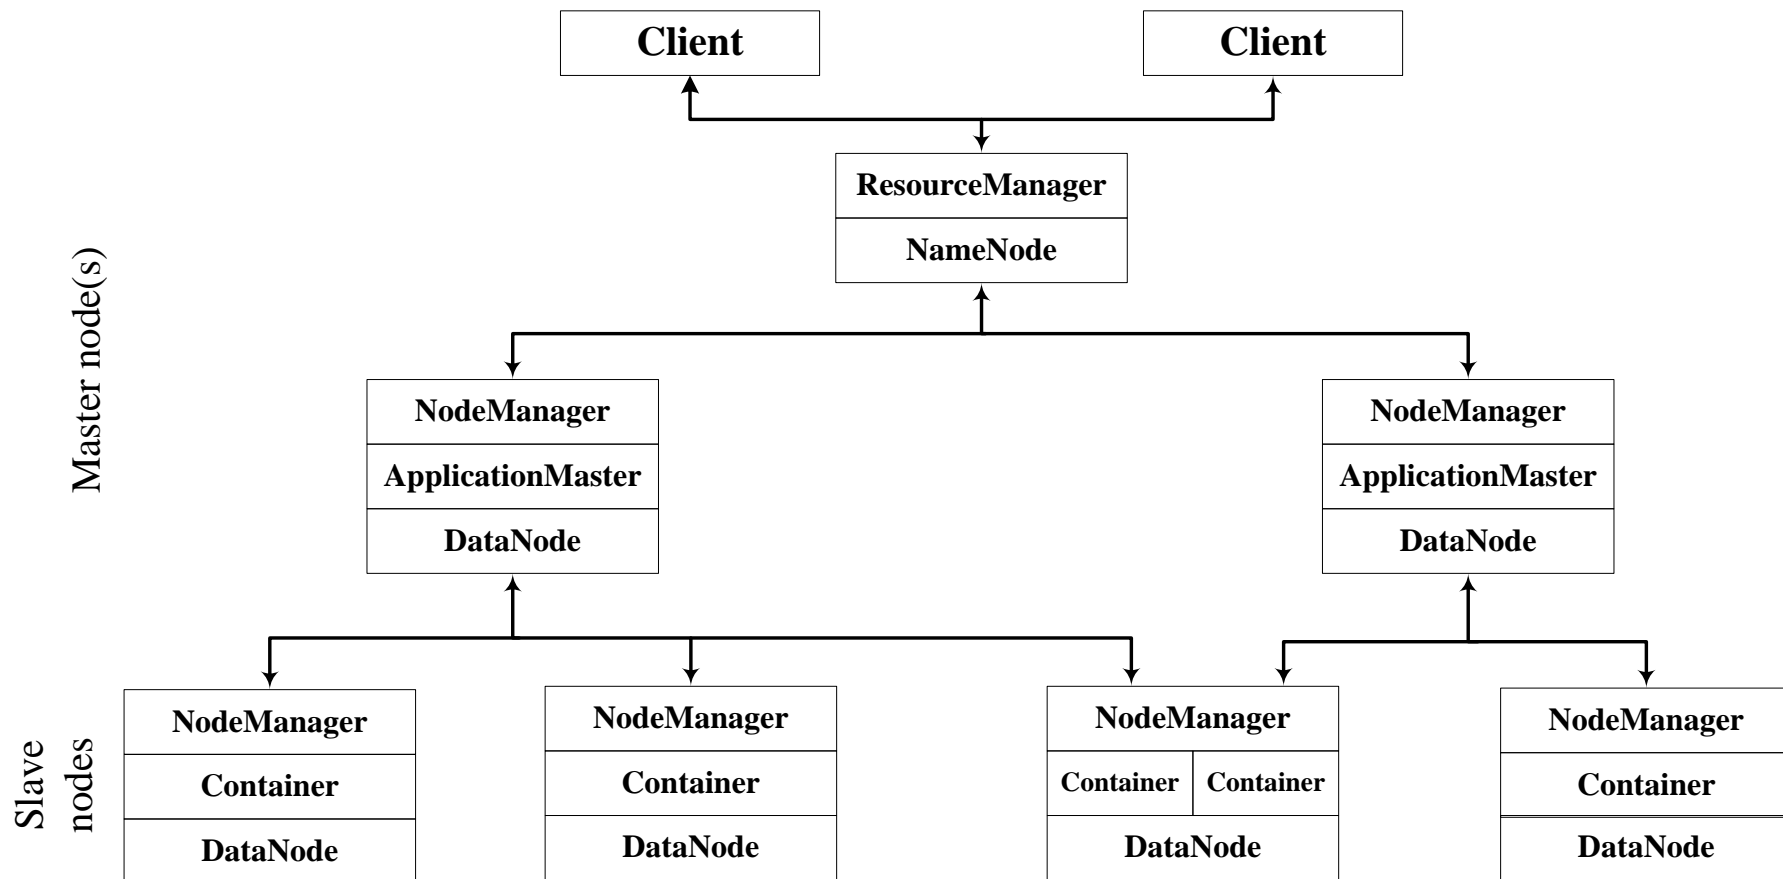 Client
Client
ResourceManager
NameNode
Master node(s)
NodeManager
ApplicationMaster
DataNode
NodeManager
ApplicationMaster
DataNode
Slave
nodes
NodeManager
Container
DataNode
NodeManager
Container
DataNode
NodeManager
Container
Container
DataNode
NodeManager
Container
DataNode